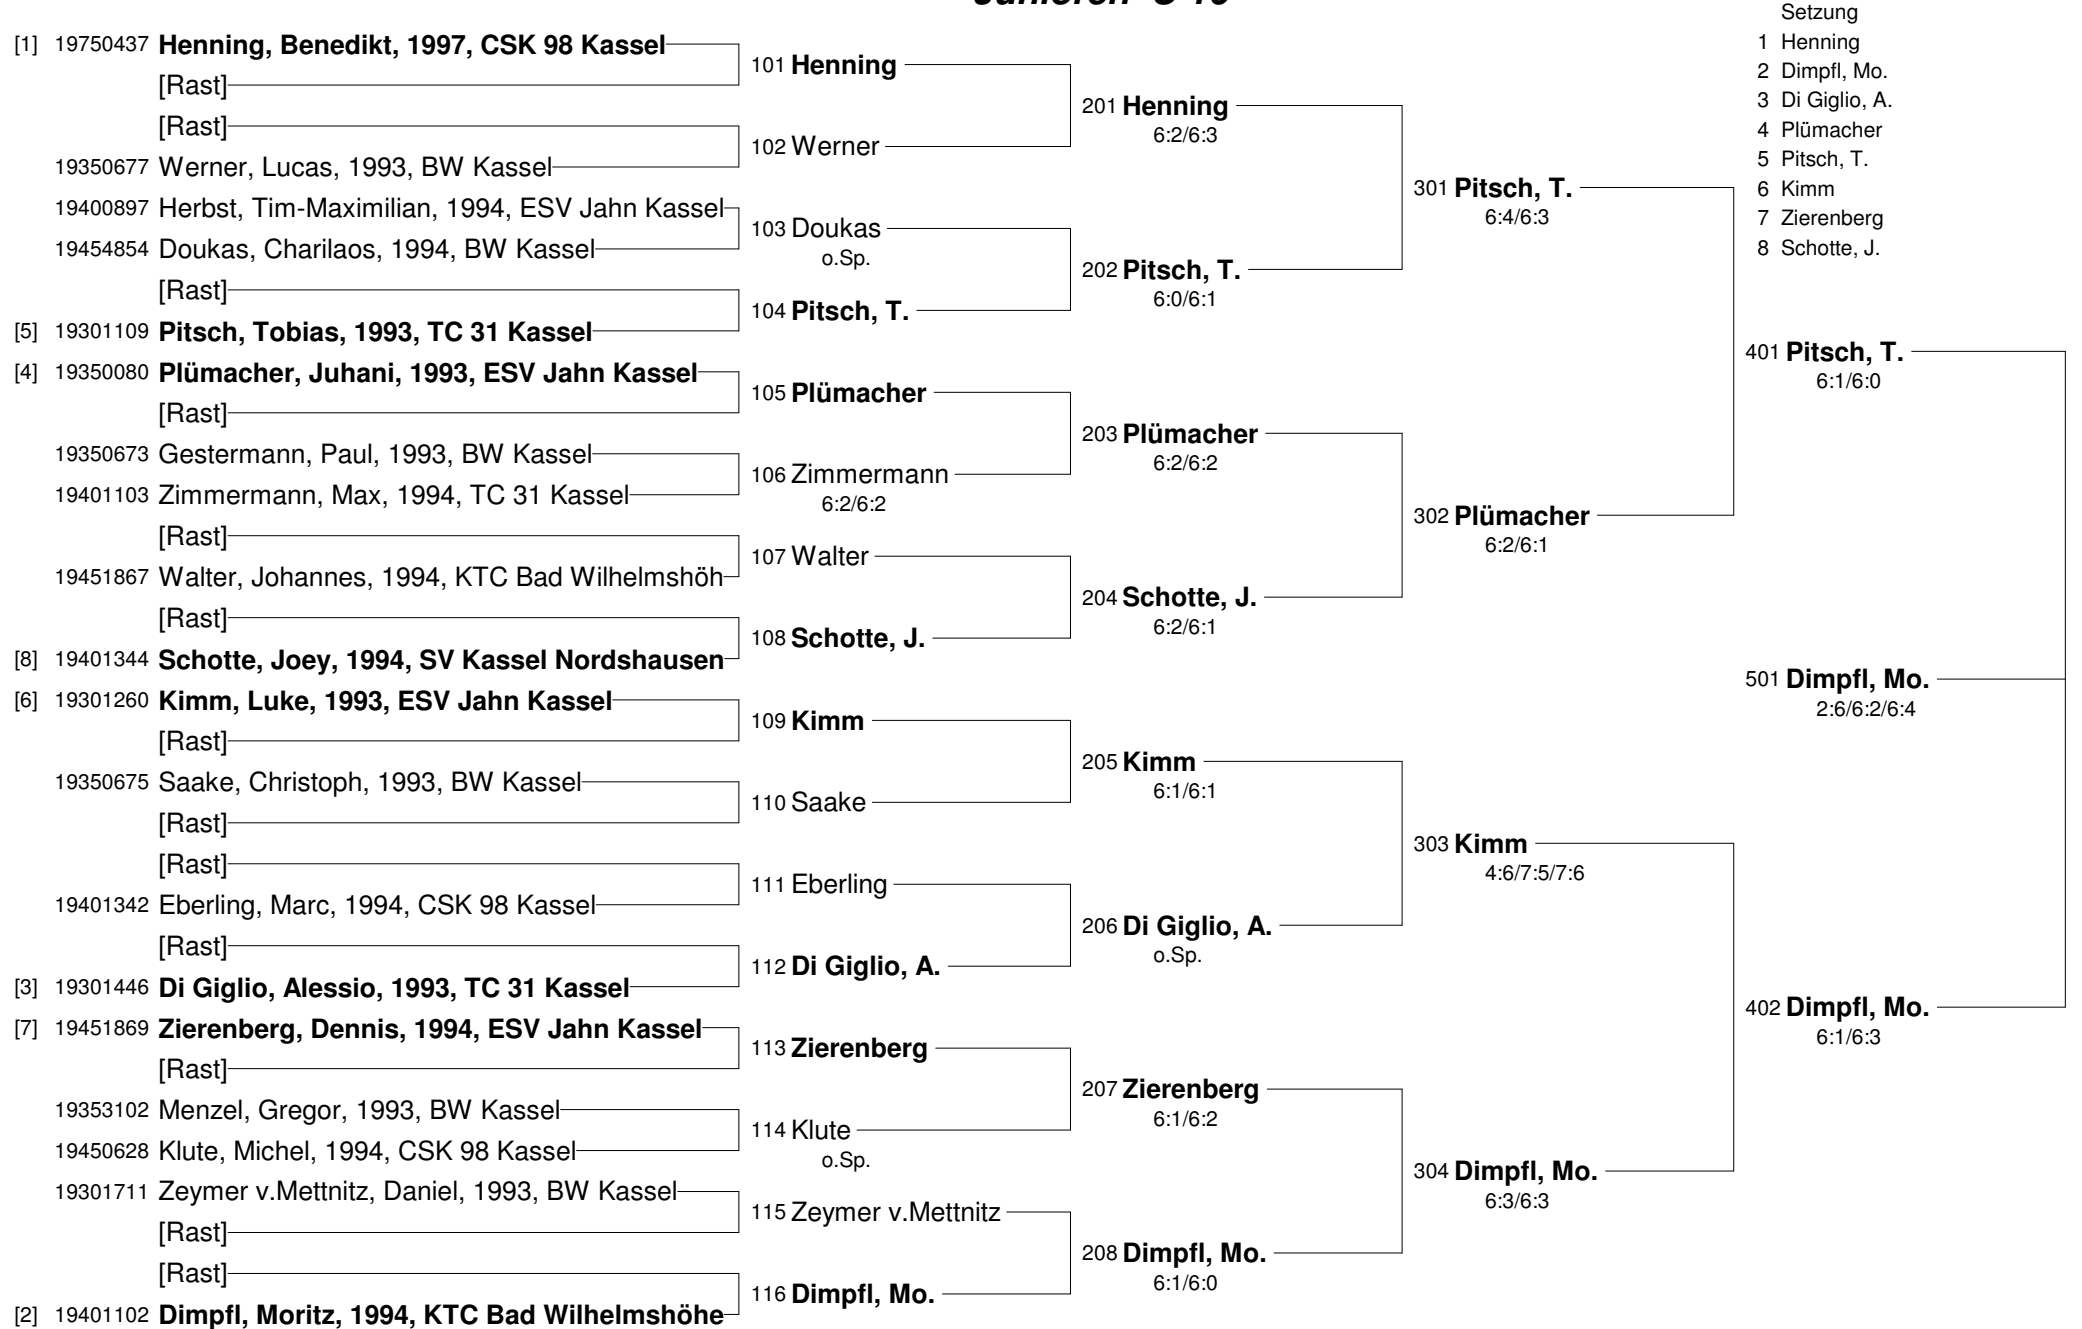 [1] 19750437 Henning, Benedikt, 1997, CSK 98 Kassel
[Rast]
[Rast]
19350677 Werner, Lucas, 1993, BW Kassel
19400897 Herbst, Tim-Maximilian, 1994, ESV Jahn Kassel
19454854 Doukas, Charilaos, 1994, BW Kassel
[Rast]
[5] 19301109 Pitsch, Tobias, 1993, TC 31 Kassel
[4] 19350080 Plümacher, Juhani, 1993, ESV Jahn Kassel
[Rast]
19350673 Gestermann, Paul, 1993, BW Kassel
19401103 Zimmermann, Max, 1994, TC 31 Kassel
[Rast]
19451867 Walter, Johannes, 1994, KTC Bad Wilhelmshöh
[Rast]
[8] 19401344 Schotte, Joey, 1994, SV Kassel Nordshausen
[6] 19301260 Kimm, Luke, 1993, ESV Jahn Kassel
[Rast]
19350675 Saake, Christoph, 1993, BW Kassel
[Rast]
[Rast]
19401342 Eberling, Marc, 1994, CSK 98 Kassel
[Rast]
[3] 19301446 Di Giglio, Alessio, 1993, TC 31 Kassel
[7] 19451869 Zierenberg, Dennis, 1994, ESV Jahn Kassel
[Rast]
19353102 Menzel, Gregor, 1993, BW Kassel
19450628 Klute, Michel, 1994, CSK 98 Kassel
19301711 Zeymer v.Mettnitz, Daniel, 1993, BW Kassel
[Rast]
[Rast]
[2] 19401102 Dimpfl, Moritz, 1994, KTC Bad Wilhelmshöhe
101 Henning
102 Werner
103 Doukas
o.Sp.
104 Pitsch, T.
105 Plümacher
106 Zimmermann
6:2/6:2
107 Walter
108 Schotte, J.
109 Kimm
110 Saake
111 Eberling
112 Di Giglio, A.
113 Zierenberg
114 Klute
o.Sp.
115 Zeymer v.Mettnitz
116 Dimpfl, Mo.
201 Henning
6:2/6:3
202 Pitsch, T.
6:0/6:1
203 Plümacher
6:2/6:2
204 Schotte, J.
6:2/6:1
205 Kimm
6:1/6:1
206 Di Giglio, A.
o.Sp.
207 Zierenberg
6:1/6:2
208 Dimpfl, Mo.
6:1/6:0
301 Pitsch, T.
6:4/6:3
302 Plümacher
6:2/6:1
303 Kimm
4:6/7:5/7:6
304 Dimpfl, Mo.
6:3/6:3
401 Pitsch, T.
6:1/6:0
501 Dimpfl, Mo.
2:6/6:2/6:4
402 Dimpfl, Mo.
6:1/6:3
Setzung
1 Henning
2 Dimpfl, Mo.
3 Di Giglio, A.
4 Plümacher
5 Pitsch, T.
6 Kimm
7 Zierenberg
8 Schotte, J.